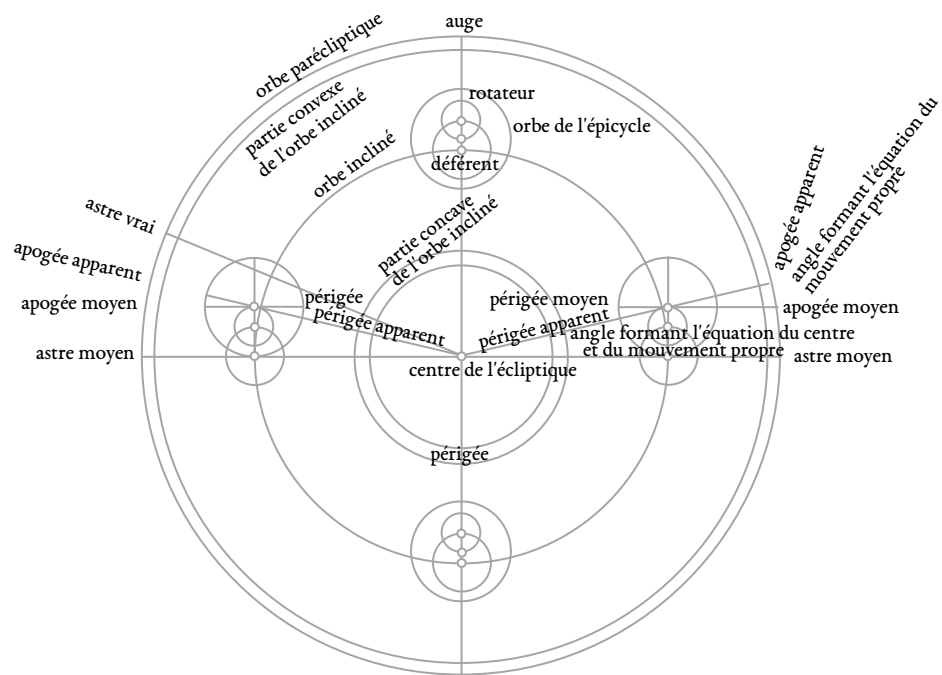 auge
orbe parécliptique
partie convexe
de l'orbe incliné
rotateur
orbe de l'épicycle
orbe incliné
déférent
partie concave
de l'orbe incliné
astre vrai
apogée apparent
apogée moyen
astre moyen
périgée
périgée apparent
périgée moyen
périgée apparent
apogée apparent
angle formant l'équation du
mouvement propre
apogée moyen
angle formant l'équation du centre
et du mouvement propre
astre moyen
centre de l'écliptique
périgée